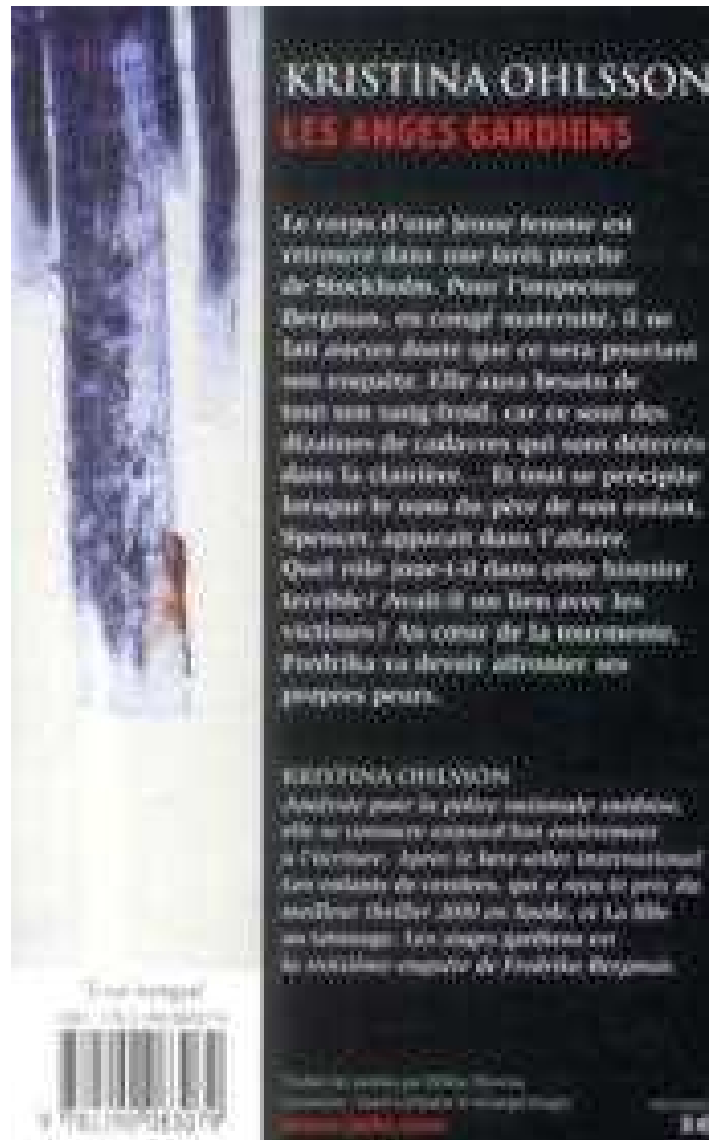 KRISTINA OHLSSON
LES ANGES GARDIENS
Le corps d'une jeune femme est
retrouvé dans une forêt proche
de Stockholm. Pour l'inspecteur
Bergman, en congé maternité, il ne
fait aucun doute que ce sera pourtant
son enquête. Elle aura besoin de
tout son sang-froid, car ce sont des
dizaines de cadavres qui sont déterrés
dans la clairière... Et tout se précipite
lorsque le nom du père de son enfant,
Spencer, apparaît dans l'affaire.
Quel rôle joue-t-il dans cette histoire
terrible? Avait-il un lien avec les
victimes? Au cœur de la tourmente,
Fredrika va devoir affronter ses
propres peurs.
KRISTINA OHLSSON
Analyste pour la police nationale suédoise,
elle se consacre aujourd'hui entièrement
à l'écriture. Après le best-seller international
Les enfants de cendres, qui a reçu le prix du
meilleur thriller en Suède, et La fille
au tatouage, Les anges gardiens est
la troisième enquête de Fredrika Bergman.
Texte intégral